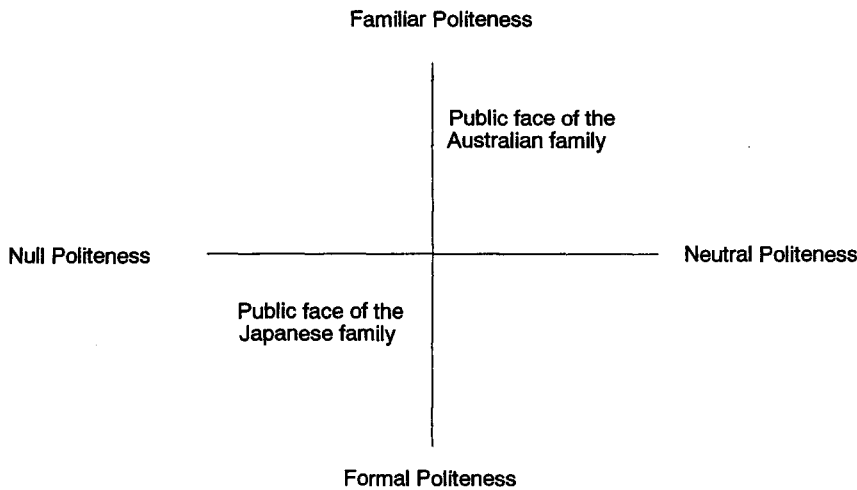 Familiar Politeness
Public face of the
Australian family
Null Politeness
Neutral Politeness
Public face of the
Japanese family
Formal Politeness